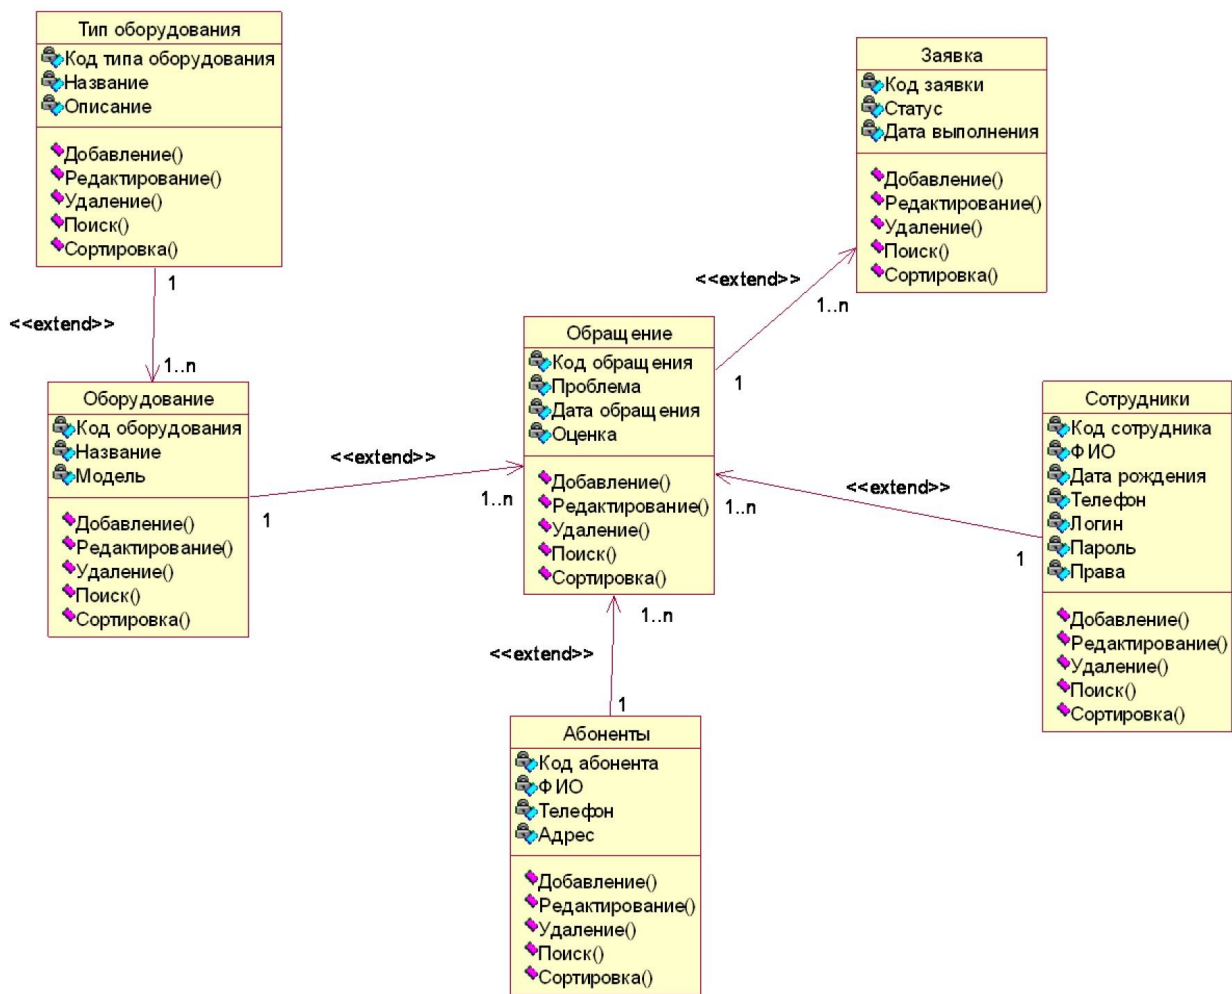 Тип оборудования
Код типа оборудования
Название
Описание
Добавление()
Редактирование()
Удаление()
Поиск()
Сортировка()
1
<<extend>>
1..n
Оборудование
Код оборудования
Название
Модель
Добавление()
Редактирование()
Удаление()
Поиск()
Сортировка()
1
<<extend>>
1..n
Обращение
Код обращения
Проблема
Дата обращения
Оценка
Добавление()
Редактирование()
Удаление()
Поиск()
Сортировка()
1
<<extend>>
1..n
Заявка
Код заявки
Статус
Дата выполнения
Добавление()
Редактирование()
Удаление()
Поиск()
Сортировка()
Сотрудники
Код сотрудника
ФИО
Дата рождения
Телефон
Логин
Пароль
Права
Добавление()
Редактирование()
Удаление()
Поиск()
Сортировка()
1
<<extend>>
1..n
1..n
<<extend>>
1
Абоненты
Код абонента
ФИО
Телефон
Адрес
Добавление()
Редактирование()
Удаление()
Поиск()
Сортировка()